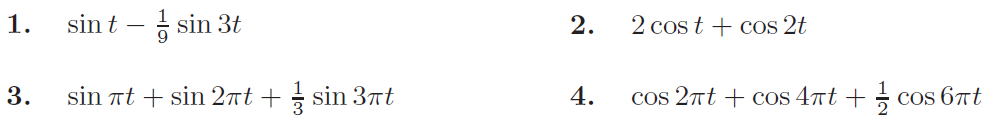 1. sin t − 1/9 sin 3t 2. 2 cos t + cos 2t
3. sin πt + sin 2πt + 1/3 sin 3πt 4. cos 2πt + cos 4πt + 1/2 cos 6πt